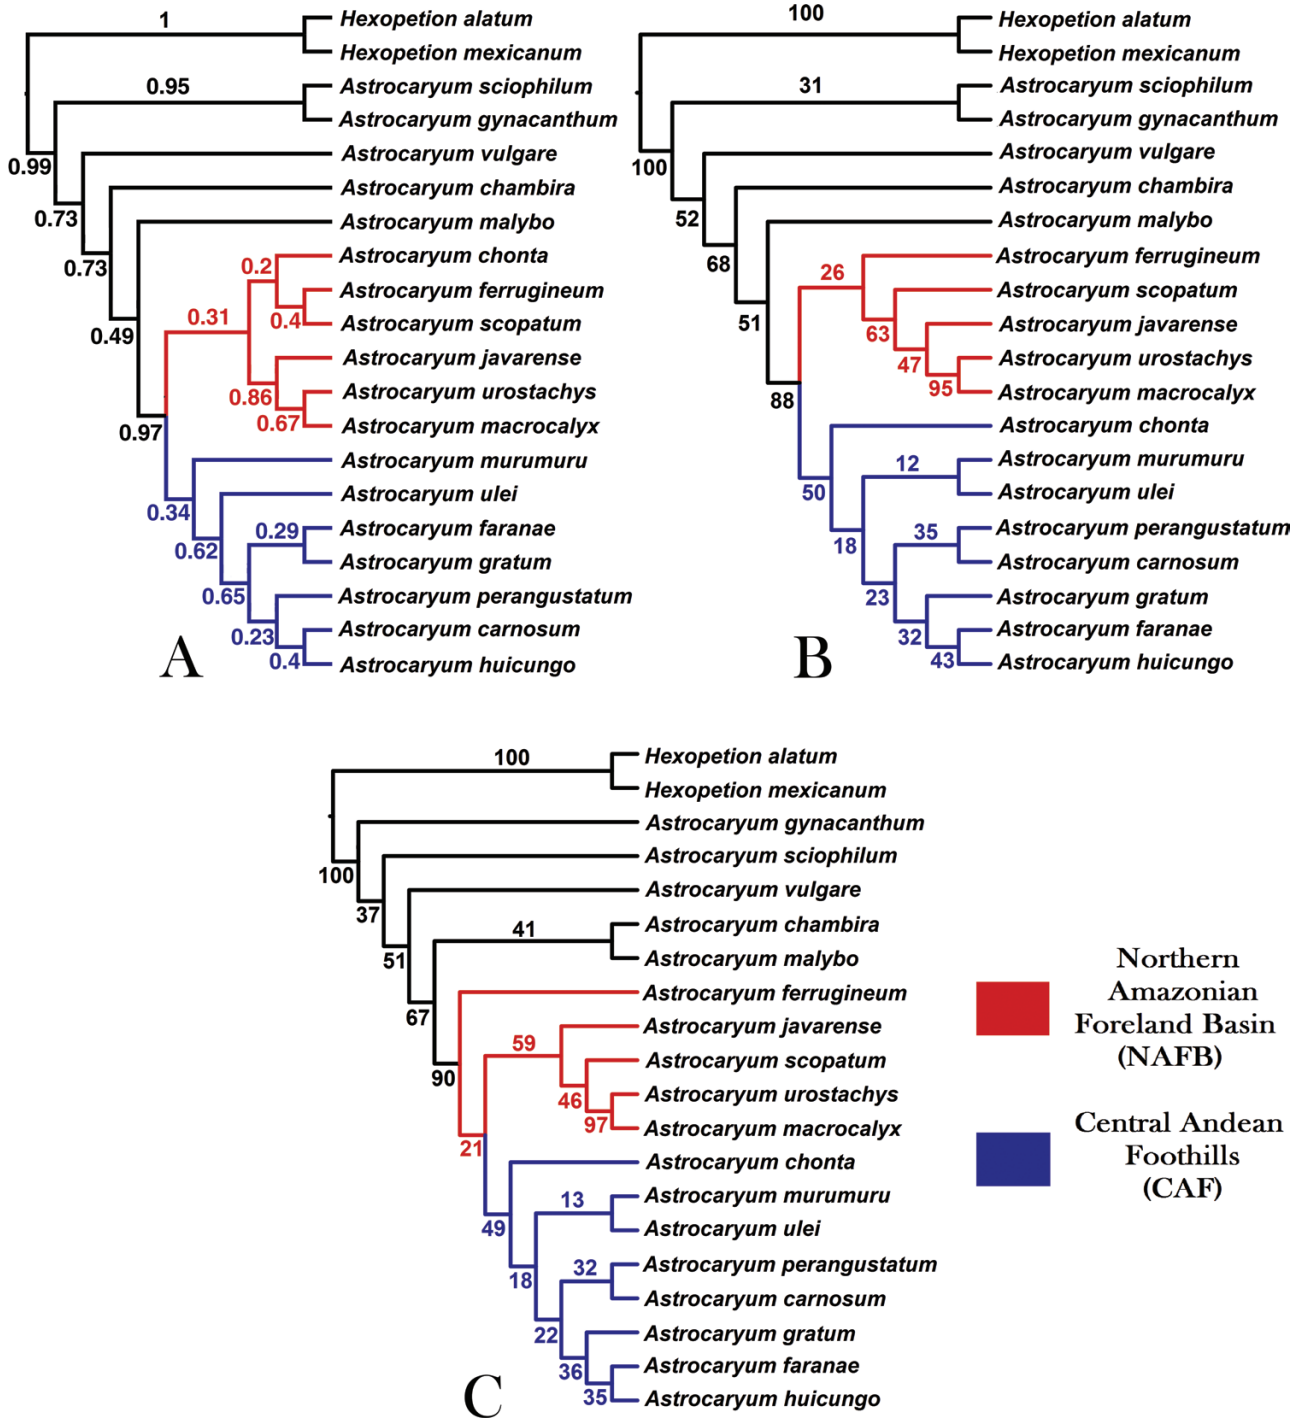 1
Hexopetion alatum
Hexopetion mexicanum
0.95
Astrocaryum sciophilum
Astrocaryum gynacanthum
0.99
Astrocaryum vulgare
Astrocaryum chambira
0.73
Astrocaryum malybo
0.73
0.2
Astrocaryum chonta
Astrocaryum ferrugineum
0.31
0.4
Astrocaryum scopatum
0.49
Astrocaryum javarense
0.86
Astrocaryum urostachys
0.67
Astrocaryum macrocalyx
0.97
Astrocaryum murumuru
Astrocaryum ulei
0.34
0.29
Astrocaryum faranae
0.62
Astrocaryum gratum
0.65
Astrocaryum perangustatum
0.23
Astrocaryum carnosum
0.4
Astrocaryum huicungo
A
100
Hexopetion alatum
Hexopetion mexicanum
31
Astrocaryum sciophilum
Astrocaryum gynacanthum
100
Astrocaryum vulgare
Astrocaryum chambira
52
Astrocaryum malybo
68
Astrocaryum ferrugineum
26
Astrocaryum scopatum
51
63
Astrocaryum javarense
47
Astrocaryum urostachys
95
Astrocaryum macrocalyx
88
Astrocaryum chonta
12
Astrocaryum murumuru
50
Astrocaryum ulei
35
Astrocaryum perangustatum
18
Astrocaryum carnosum
23
Astrocaryum gratum
32
Astrocaryum faranae
43
Astrocaryum huicungo
B
100
Hexopetion alatum
Hexopetion mexicanum
Astrocaryum gynacanthum
Astrocaryum sciophilum
100
Astrocaryum vulgare
37
41
Astrocaryum chambira
51
Astrocaryum malybo
Astrocaryum ferrugineum
67
Astrocaryum javarense
59
Astrocaryum scopatum
90
46
Astrocaryum urostachys
97
Astrocaryum macrocalyx
21
Astrocaryum chonta
13
Astrocaryum murumuru
49
Astrocaryum ulei
32
Astrocaryum perangustatum
18
Astrocaryum carnosum
22
Astrocaryum gratum
36
Astrocaryum faranae
35
Astrocaryum huicungo
C
Northern
Amazonian
Foreland Basin
(NAFB)
Central Andean
Foothills
(CAF)